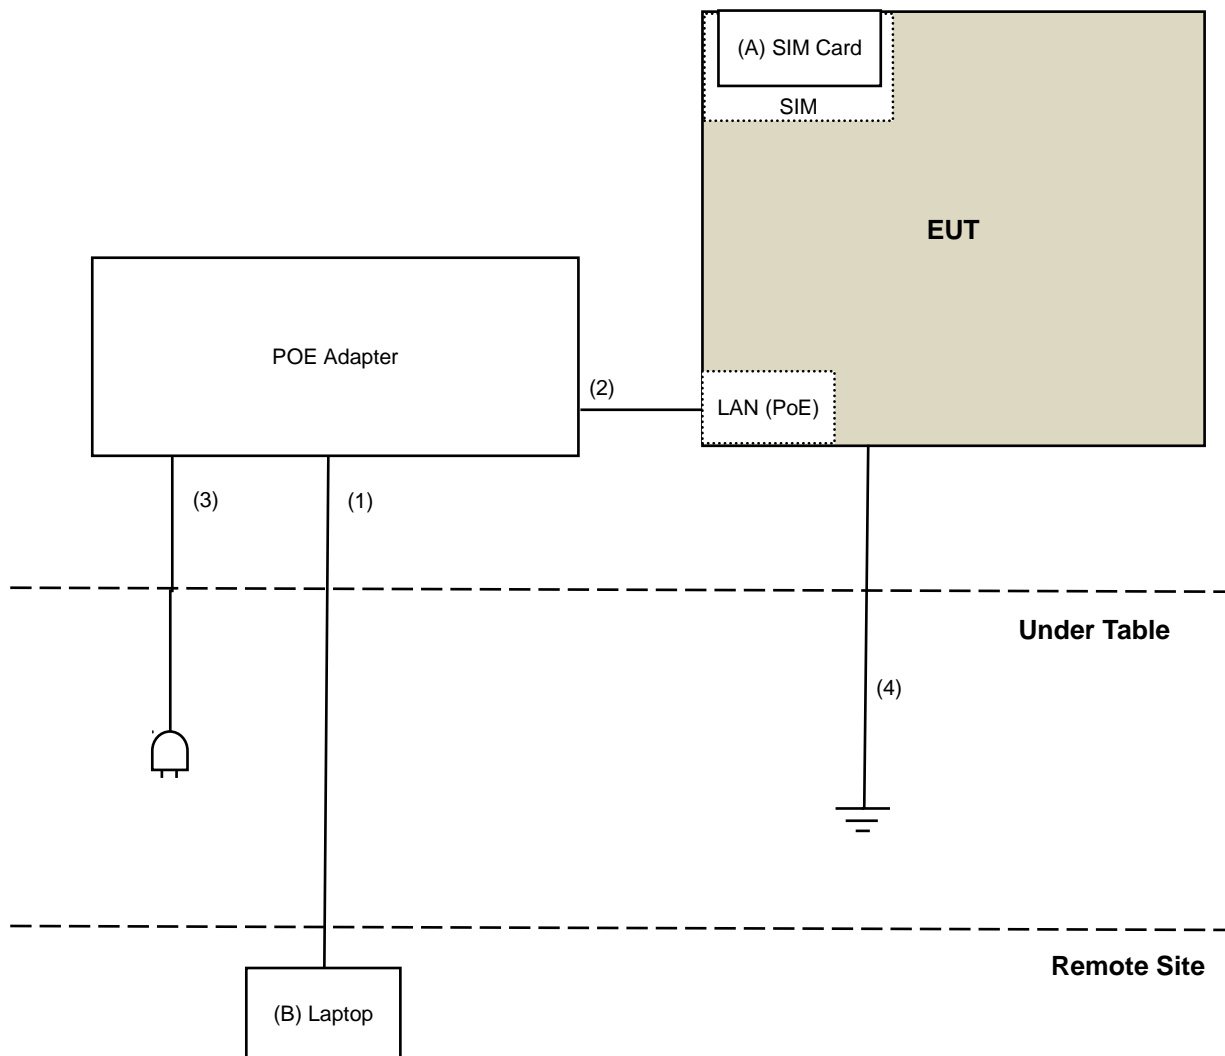 (A) SIM Card
SIM
EUT
POE Adapter
(2)
LAN (PoE)
(3)
(1)
Under Table
(4)
Remote Site
(B) Laptop